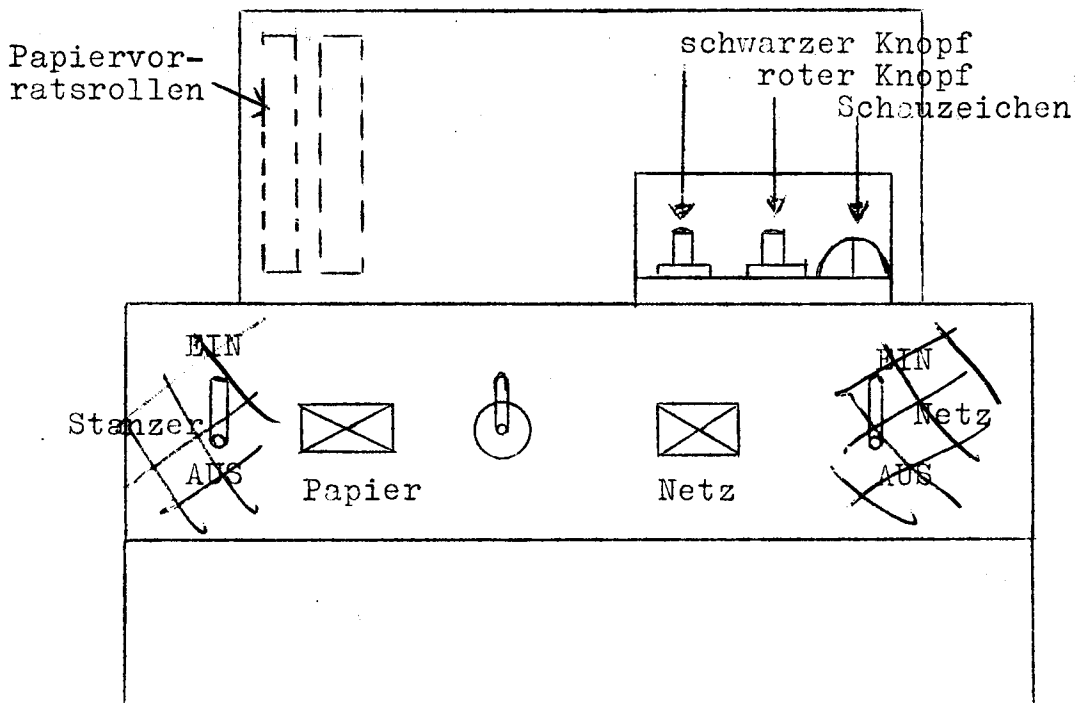 Papiervor-
ratsrollen
schwarzer Knopf
roter Knopf
Schauzeichen
EIN
Stanzer
AUS
Papier
Netz
EIN
Netz
AUS